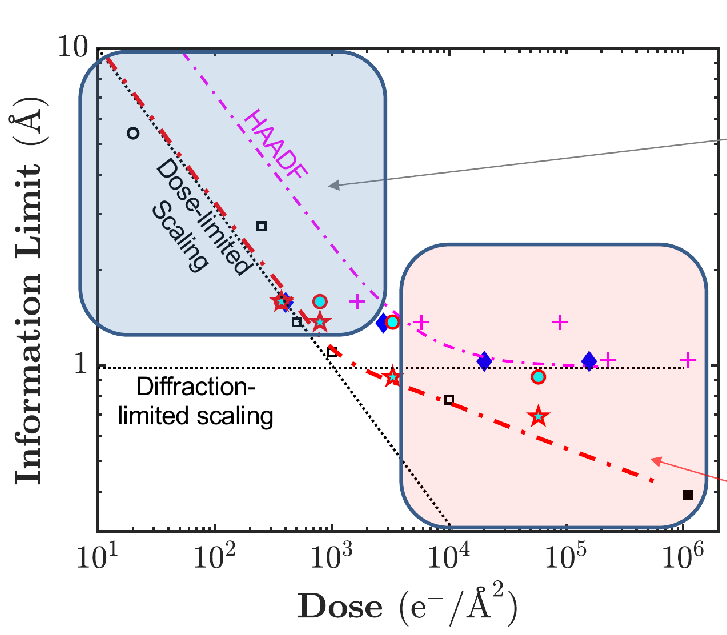 10
HAADF
Dose-limited
Scaling
1
Diffraction-
limited scaling
Information Limit (Å)
10¹ 10² 10³ 10⁴ 10⁵ 10⁶
Dose (e⁻/Å²)